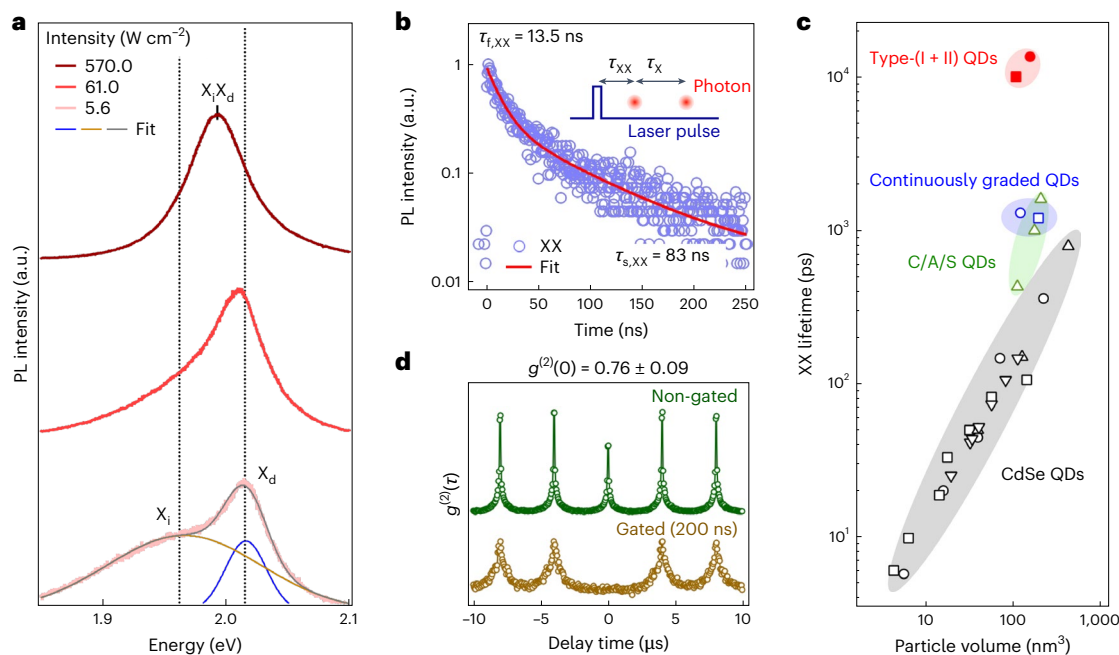 a
Intensity (W cm⁻²)
570.0
61.0
5.6
Fit
XᵢX_d
Xᵢ
X_d
PL intensity (a.u.)
1.9
2.0
2.1
Energy (eV)
b
τ_f,XX = 13.5 ns
τ_XX
τ_X
Photon
Laser pulse
XX
Fit
τ_s,XX = 83 ns
PL intensity (a.u.)
1
0.1
0.01
0
50
100
150
200
250
Time (ns)
d
g⁽²⁾(0) = 0.76 ± 0.09
Non-gated
Gated (200 ns)
g⁽²⁾(τ)
−10
−5
0
5
10
Delay time (μs)
c
Type-(I + II) QDs
Continuously graded QDs
C/A/S QDs
CdSe QDs
XX lifetime (ps)
10⁴
10³
10²
10¹
10
100
1,000
Particle volume (nm³)